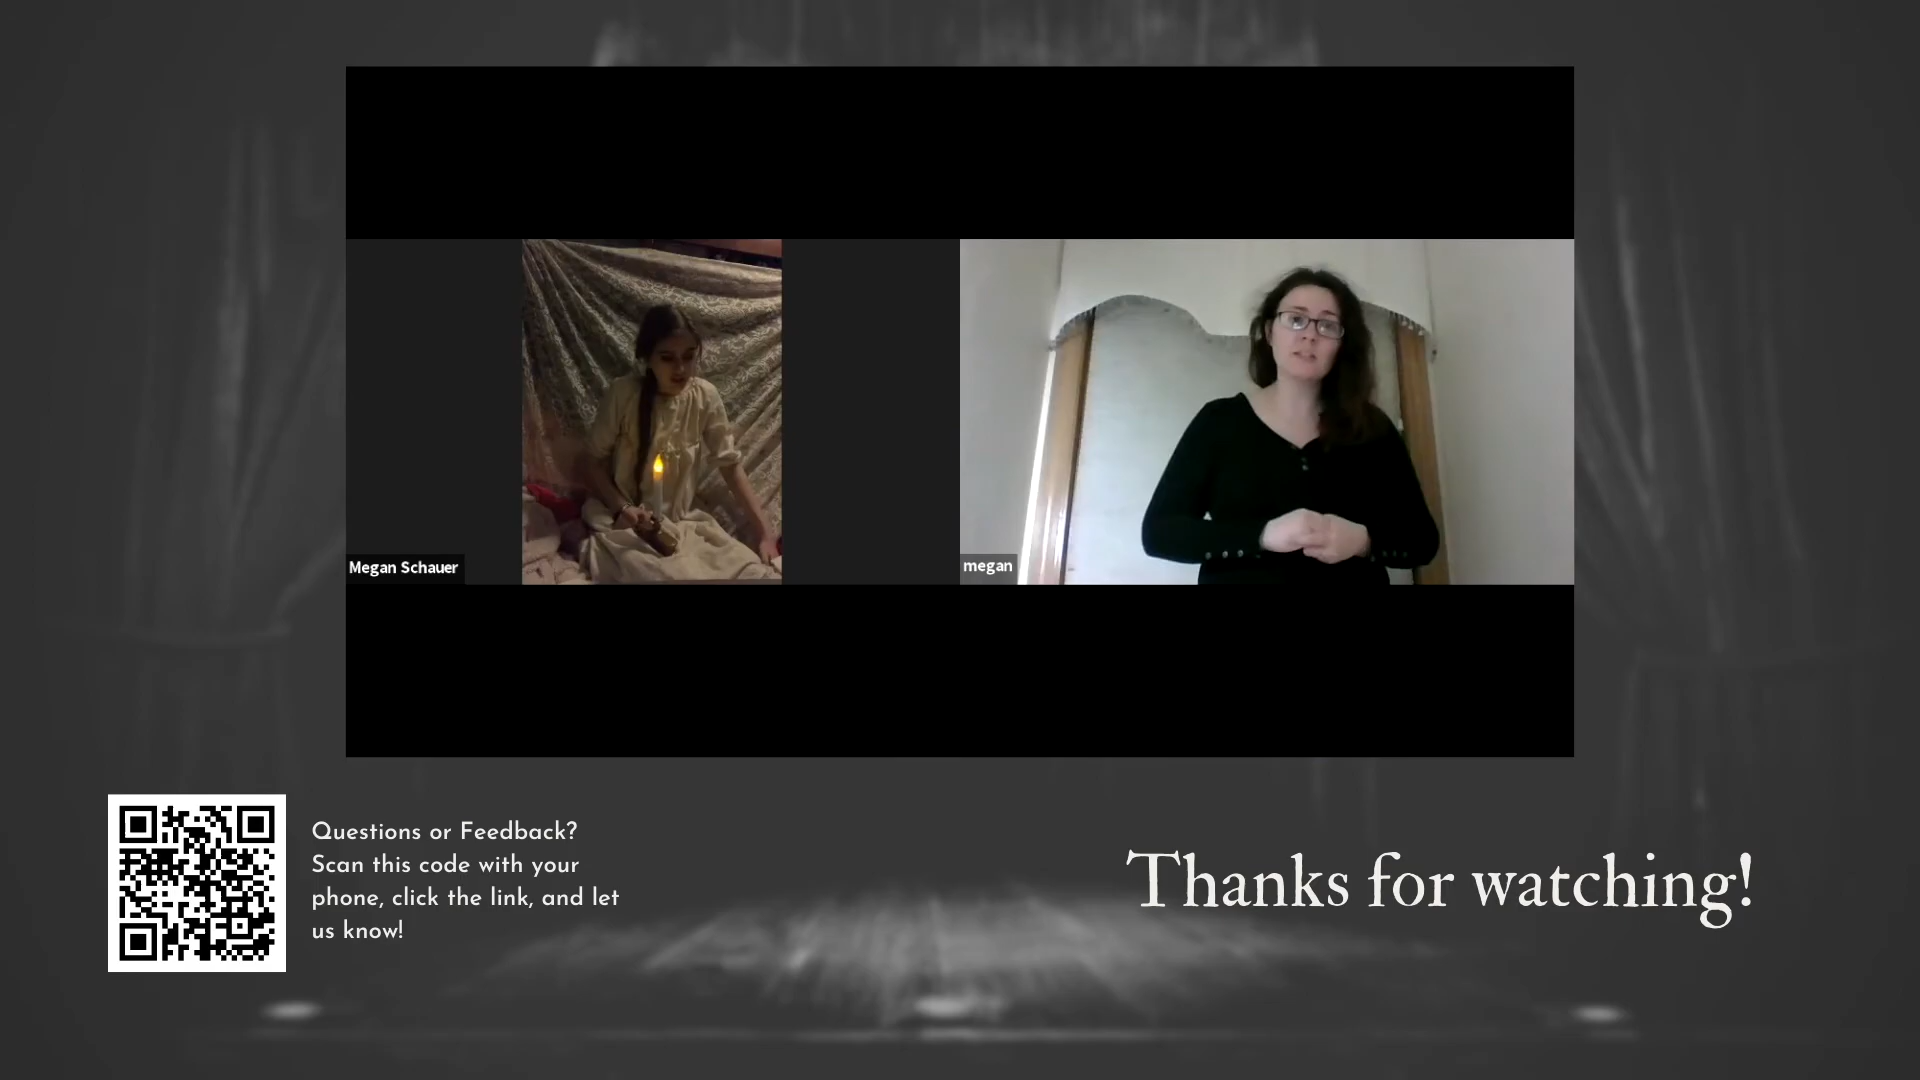 Megan Schauer
megan
Questions or Feedback?
Scan this code with your
phone, click the link, and let
us know!
Thanks for watching!